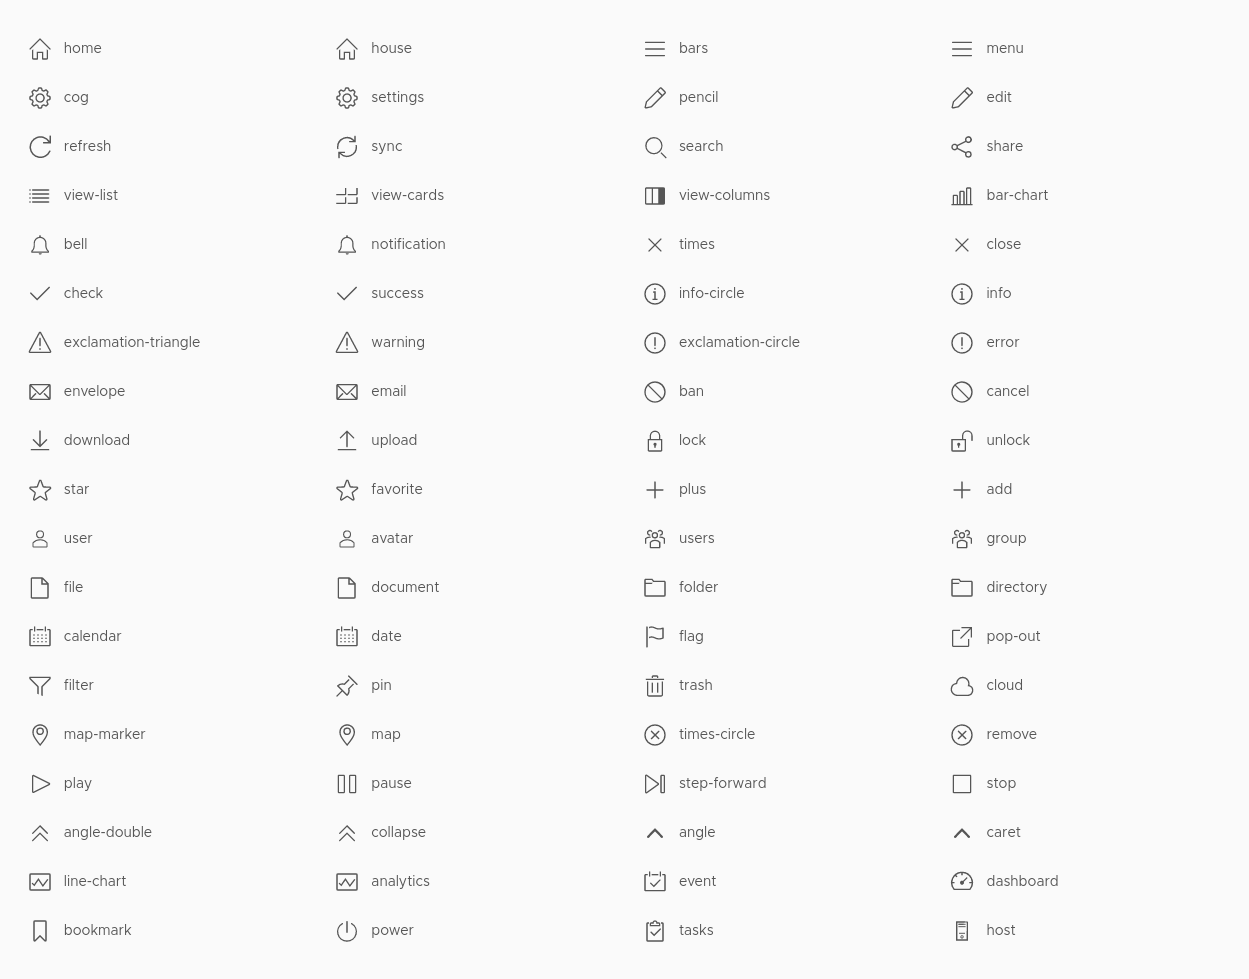 home
house
bars
menu
cog
settings
pencil
edit
refresh
sync
search
share
view-list
view-cards
view-columns
bar-chart
bell
notification
times
close
check
success
info-circle
info
exclamation-triangle
warning
exclamation-circle
error
envelope
email
ban
cancel
download
upload
lock
unlock
star
favorite
plus
add
user
avatar
users
group
file
document
folder
directory
calendar
date
flag
pop-out
filter
pin
trash
cloud
map-marker
map
times-circle
remove
play
pause
step-forward
stop
angle-double
collapse
angle
caret
line-chart
analytics
event
dashboard
bookmark
power
tasks
host